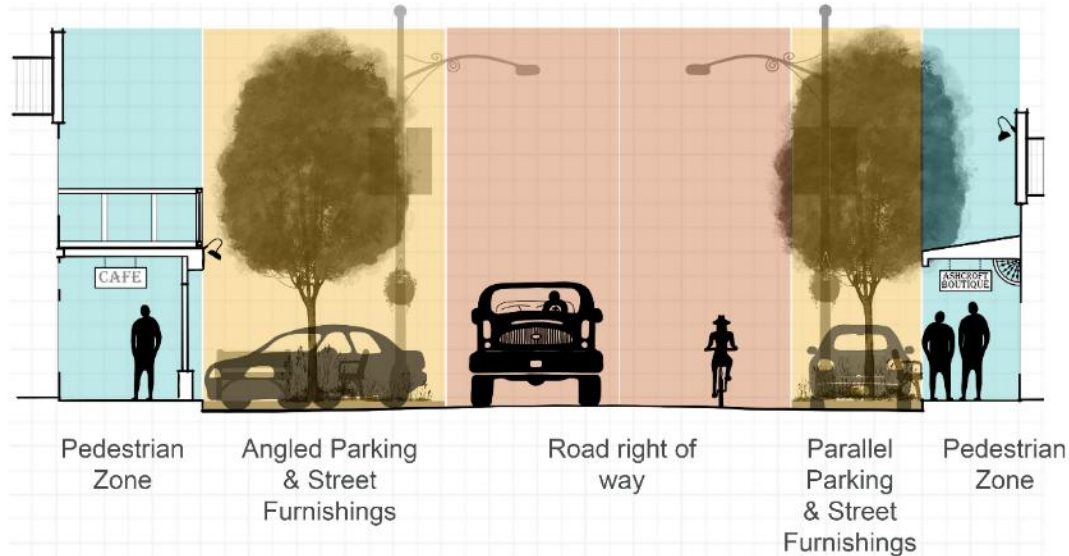 CAFE
ASHCROFT
BOUTIQUE
Pedestrian
Zone
Angled Parking
& Street
Furnishings
Road right of
way
Parallel
Parking
& Street
Furnishings
Pedestrian
Zone